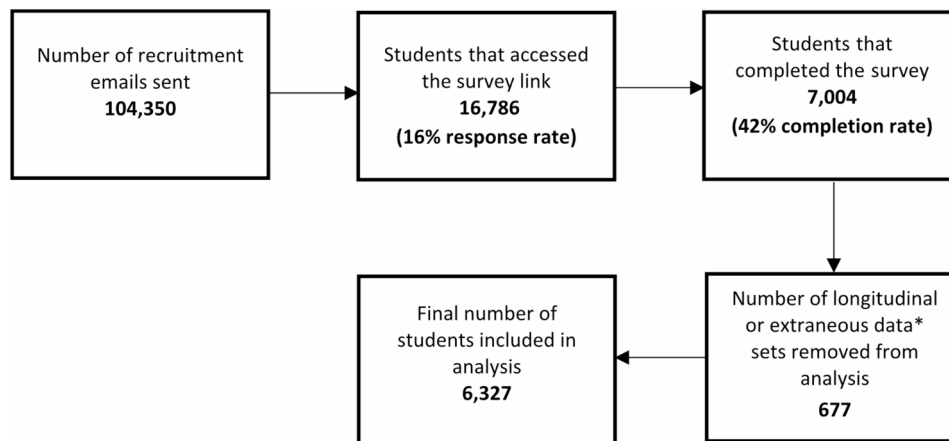 Number of recruitment
emails sent
104,350
Students that accessed
the survey link
16,786
(16% response rate)
Students that
completed the survey
7,004
(42% completion rate)
Number of longitudinal
or extraneous data*
sets removed from
analysis
677
Final number of
students included in
analysis
6,327